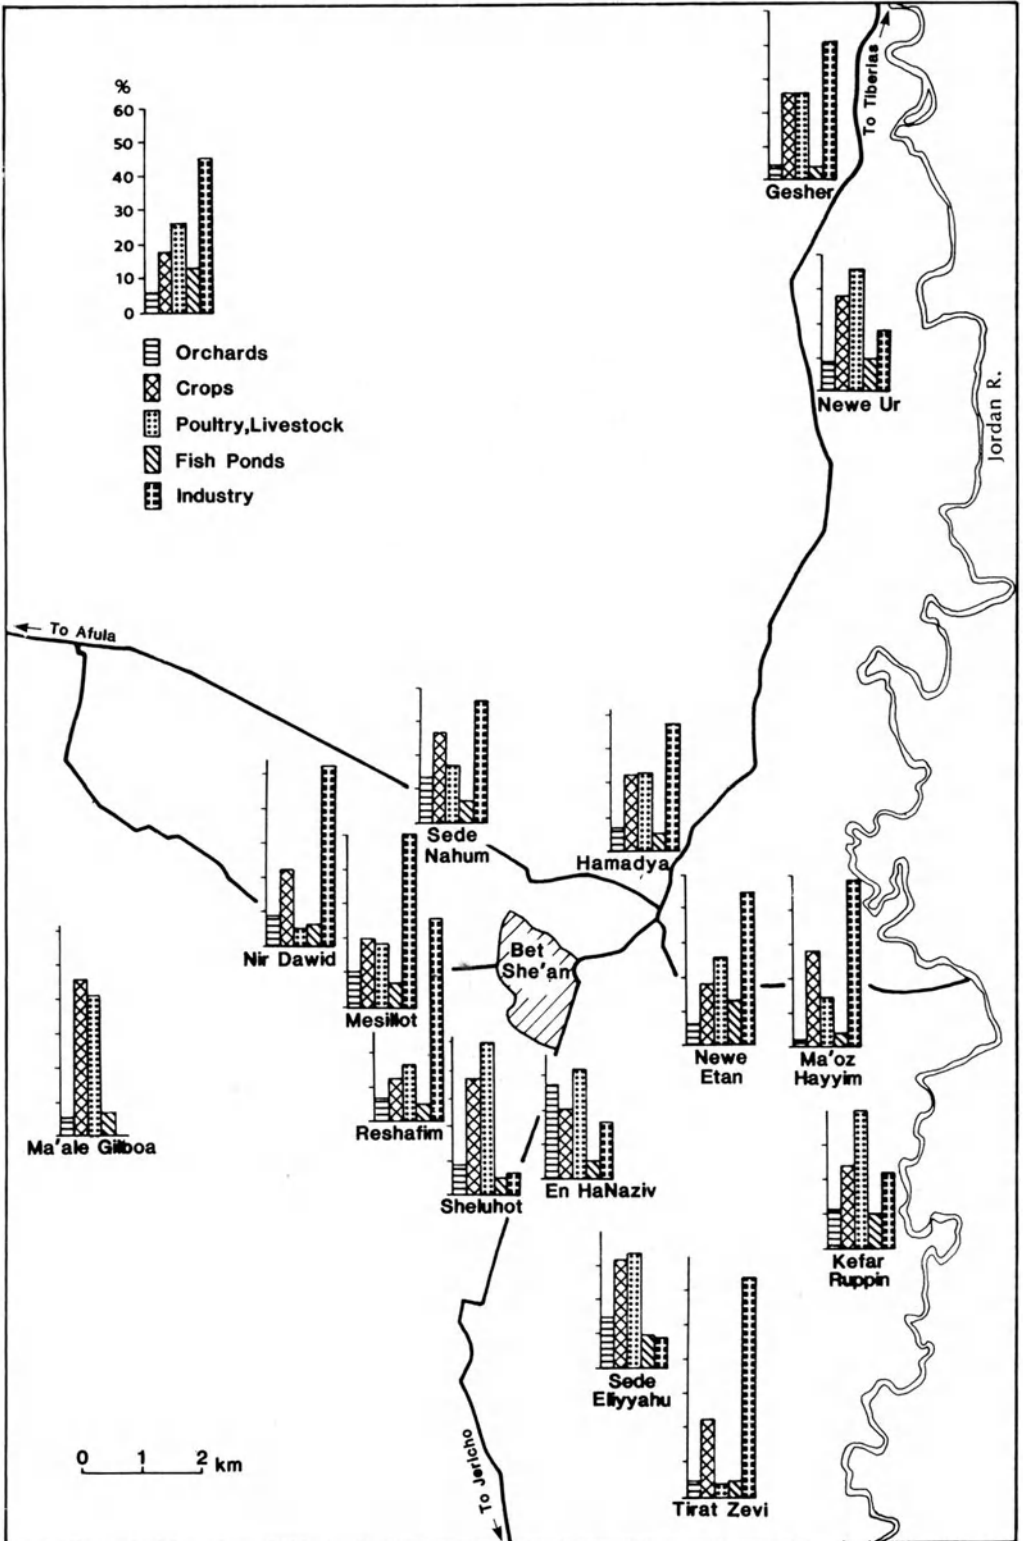 %
60
50
40
30
20
10
0
Orchards
Crops
Poultry,Livestock
Fish Ponds
Industry
To Tiberias
Gesher
Newe Ur
Jordan R.
To Afula
Sede
Nahum
Hamadya
Nir Dawid
Bet
She'an
Mesillot
Newe
Etan
Ma'oz
Hayyim
Reshafim
Ma'ale Gilboa
Sheluhot
En HaNaziv
Kefar
Ruppin
Sede
Eliyyahu
0 1 2 km
To Jericho
Tirat Zevi